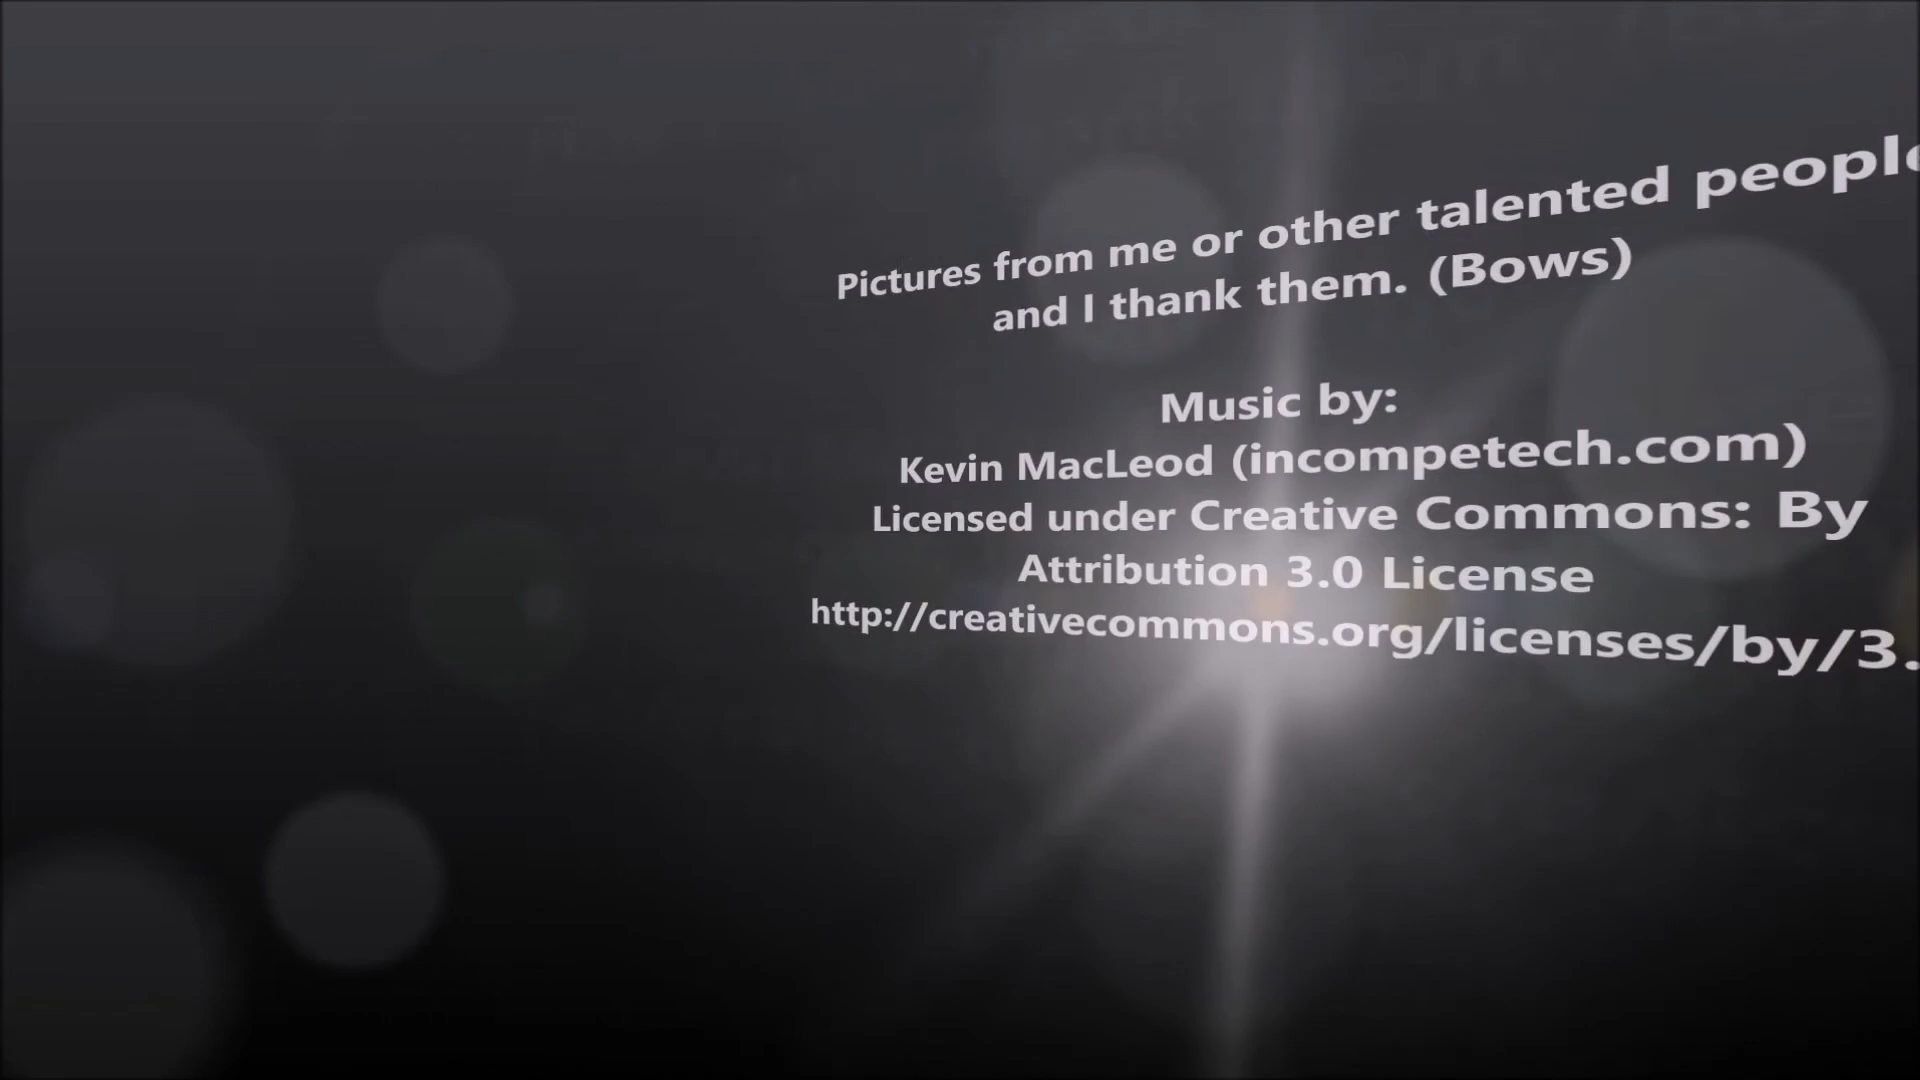 Pictures from me or other talented people
and I thank them. (Bows)
Music by:
Kevin MacLeod (incompetech.com)
Licensed under Creative Commons: By
Attribution 3.0 License
http://creativecommons.org/licenses/by/3.